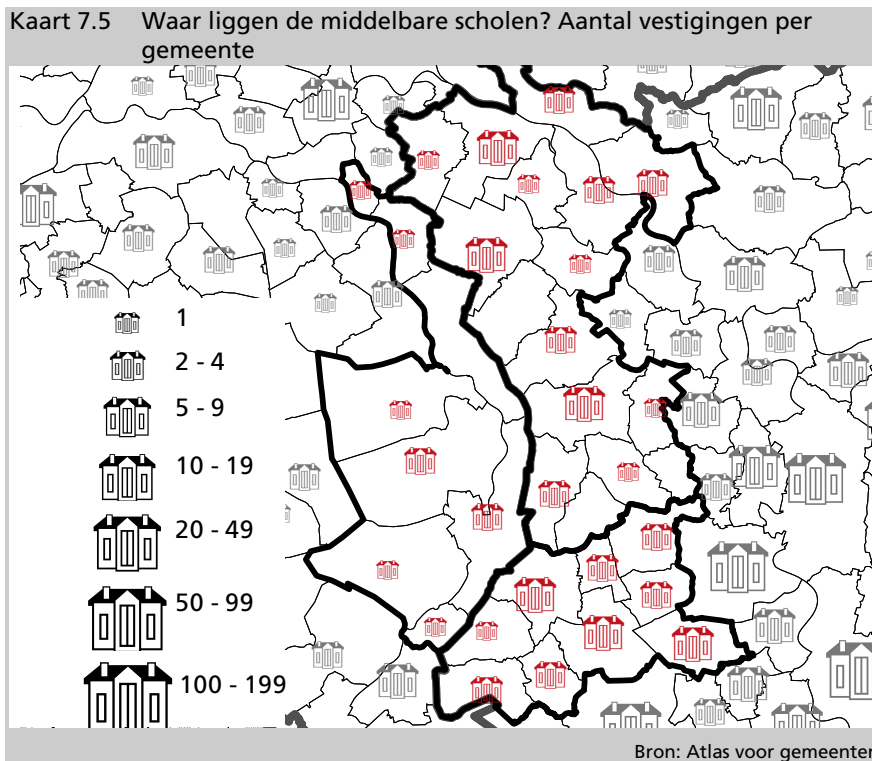 Kaart 7.5 Waar liggen de middelbare scholen? Aantal vestigingen per
gemeente
1
2 - 4
5 - 9
10 - 19
20 - 49
50 - 99
100 - 199
Bron: Atlas voor gemeenten